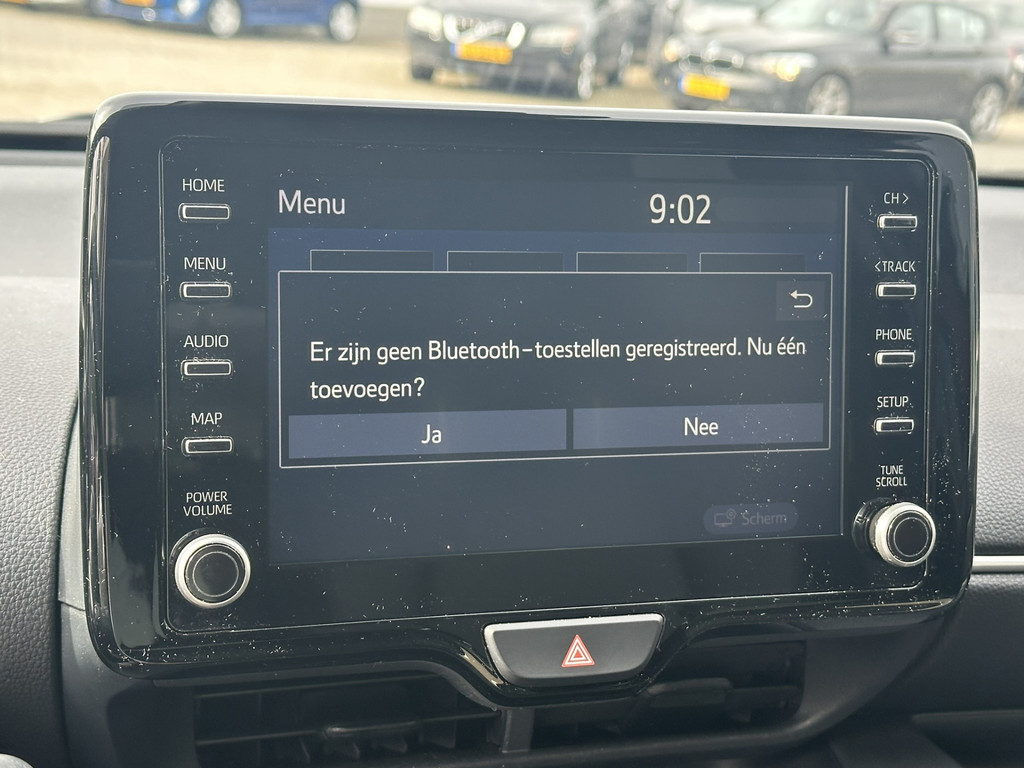 HOME
MENU
AUDIO
MAP
POWER
VOLUME
Menu
9:02
Er zijn geen Bluetooth-toestellen geregistreerd. Nu één
toevoegen?
Ja
Nee
Scherm
CH >
< TRACK
PHONE
SETUP
TUNE
SCROLL